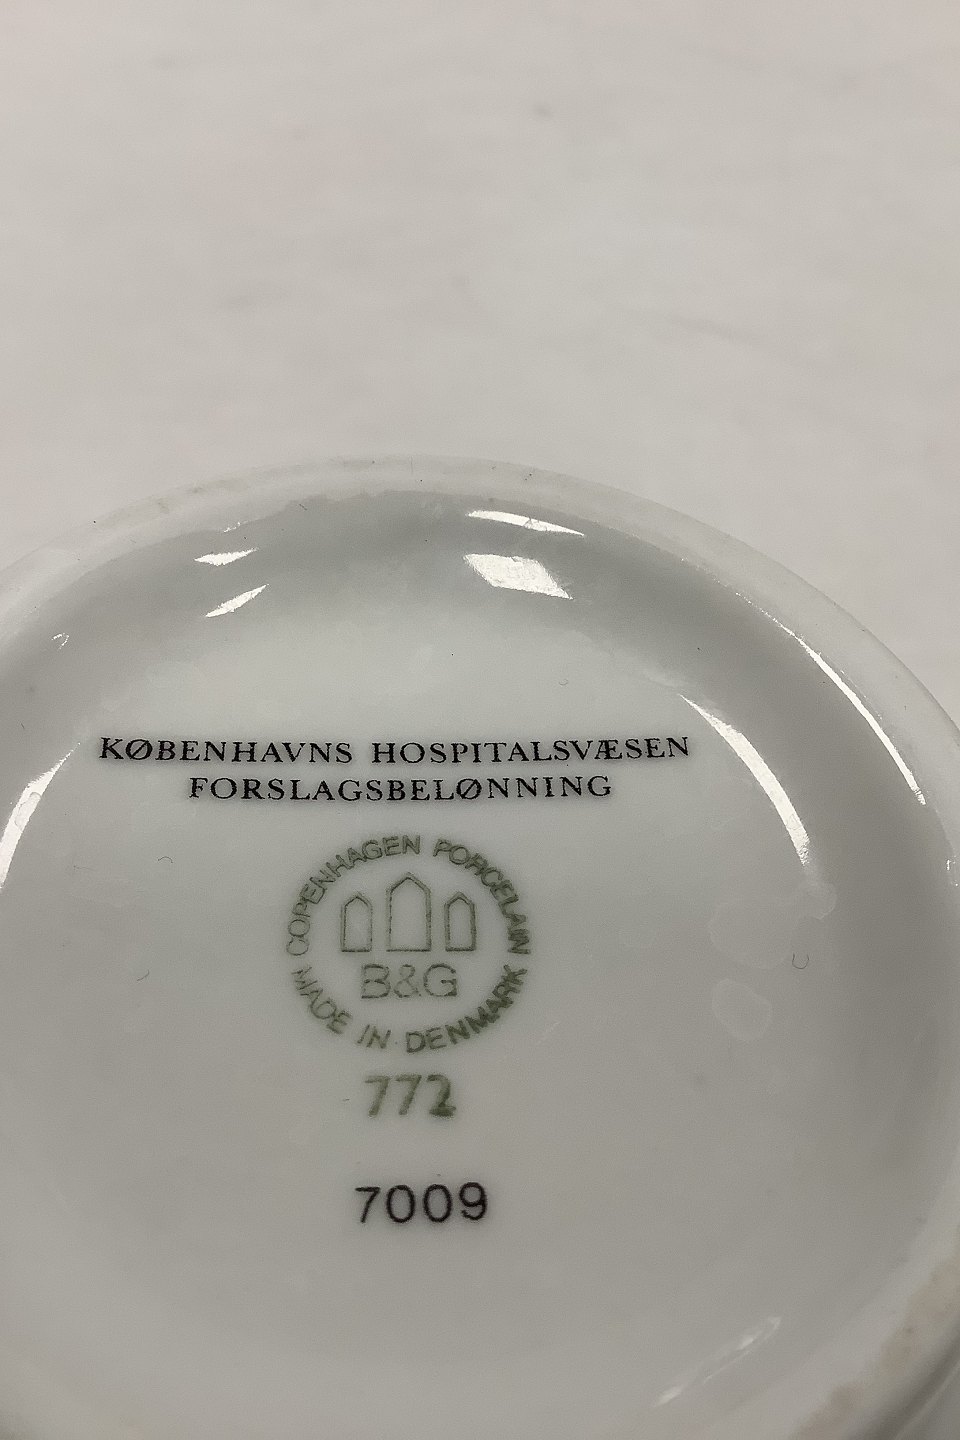 KØBENHAVNS HOSPITALSVÆSEN
FORSLAGSBELØNNING
COPENHAGEN PORCELAIN
B&G
MADE IN DENMARK
772
7009